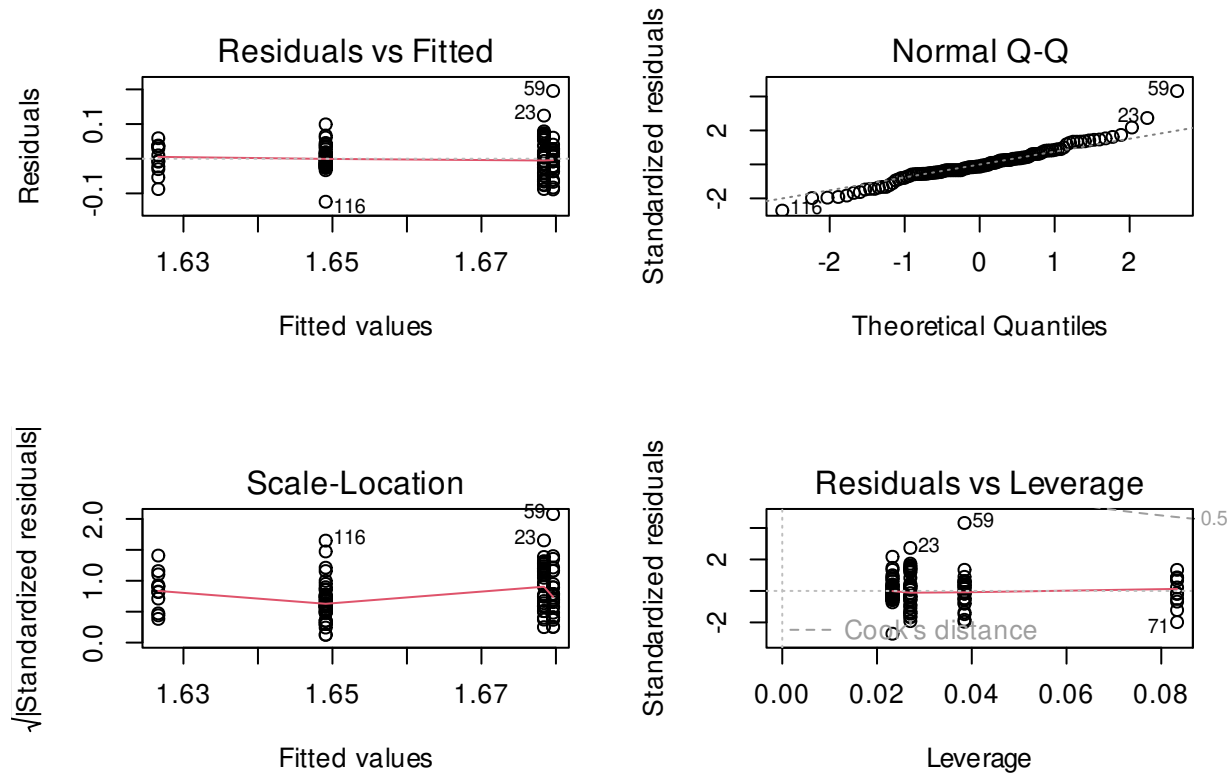 Residuals vs Fitted
Residuals
-0.1
0.1
59
23
116
1.63
1.65
1.67
Fitted values
Normal Q-Q
Standardized residuals
-2
2
59
23
116
-2
-1
0
1
2
Theoretical Quantiles
Scale-Location
√|Standardized residuals|
0.0
1.0
2.0
59
23
116
1.63
1.65
1.67
Fitted values
Residuals vs Leverage
Standardized residuals
-2
2
59
23
71
0.5
Cook's distance
0.00
0.02
0.04
0.06
0.08
Leverage